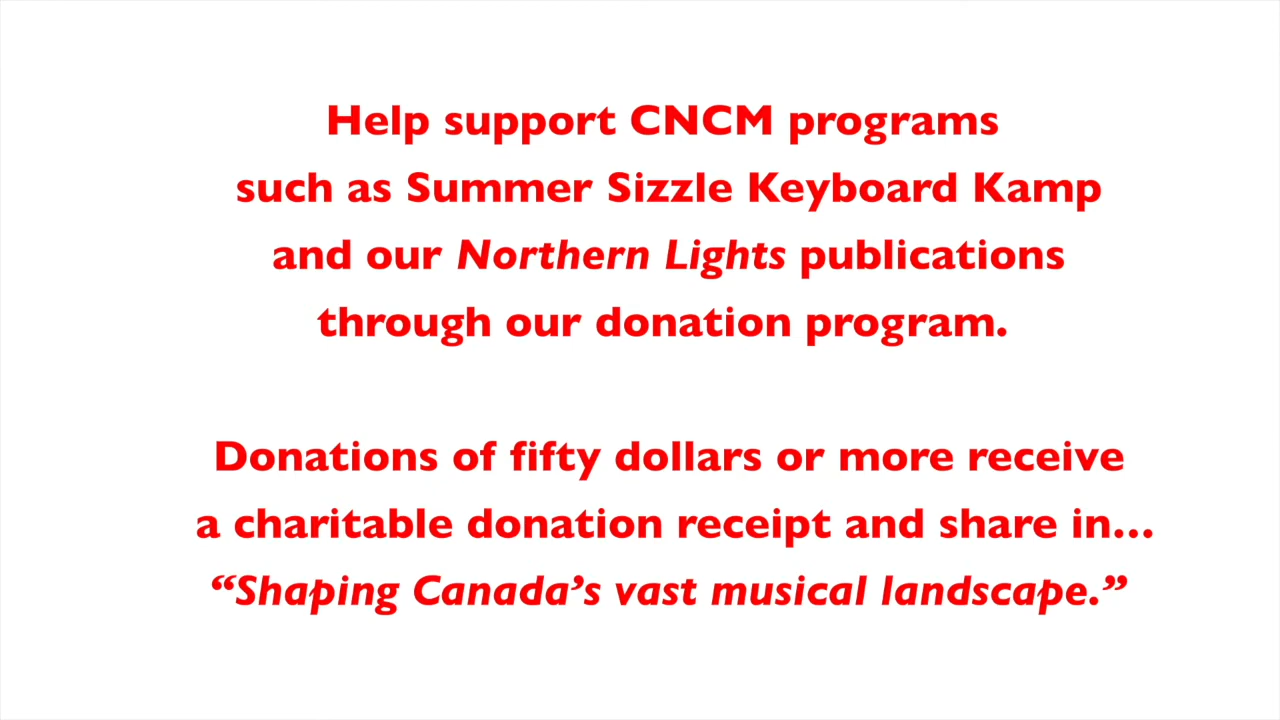 Help support CNCM programs
such as Summer Sizzle Keyboard Kamp
and our Northern Lights publications
through our donation program.
Donations of fifty dollars or more receive
a charitable donation receipt and share in…
“Shaping Canada’s vast musical landscape.”